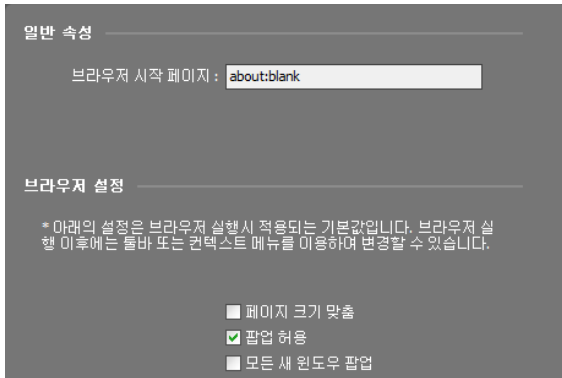 일반 속성
브라우저 시작 페이지 : about:blank
브라우저 설정
* 아래의 설정은 브라우저 실행시 적용되는 기본값입니다. 브라우저 실
행 이후에는 툴바 또는 컨텍스트 메뉴를 이용하여 변경할 수 있습니다.
페이지 크기 맞춤
팝업 허용
모든 새 윈도우 팝업